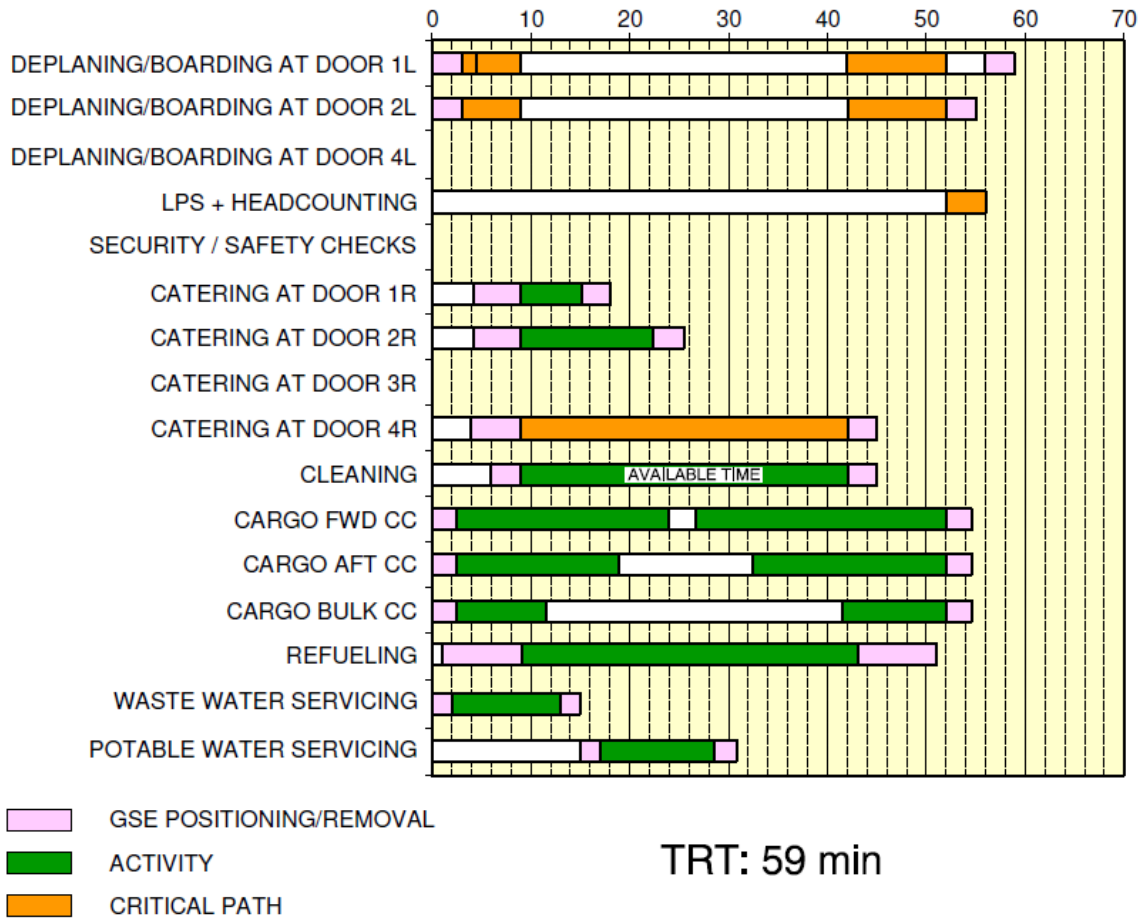 0 10 20 30 40 50 60 70
DEPLANING/BOARDING AT DOOR 1L
DEPLANING/BOARDING AT DOOR 2L
DEPLANING/BOARDING AT DOOR 4L
LPS + HEADCOUNTING
SECURITY / SAFETY CHECKS
CATERING AT DOOR 1R
CATERING AT DOOR 2R
CATERING AT DOOR 3R
CATERING AT DOOR 4R
CLEANING
AVAILABLE TIME
CARGO FWD CC
CARGO AFT CC
CARGO BULK CC
REFUELING
WASTE WATER SERVICING
POTABLE WATER SERVICING
GSE POSITIONING/REMOVAL
ACTIVITY
CRITICAL PATH
TRT: 59 min